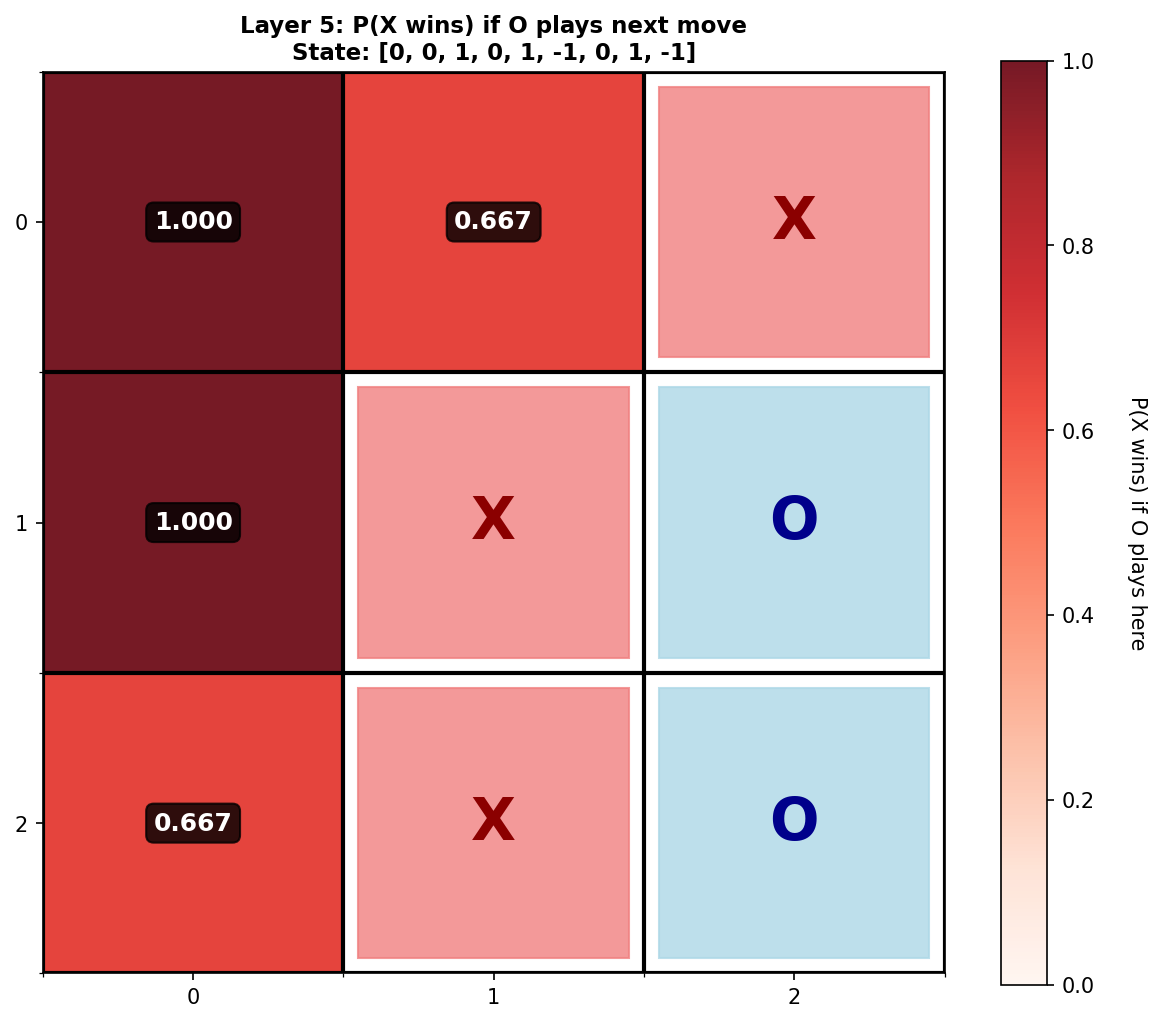 Layer 5: P(X wins) if O plays next move
State: [0, 0, 1, 0, 1, -1, 0, 1, -1]
0
1.000
0.667
X
1
1.000
X
O
2
0.667
X
O
0
1
2
1.0
0.8
0.6
0.4
0.2
0.0
P(X wins) if O plays here